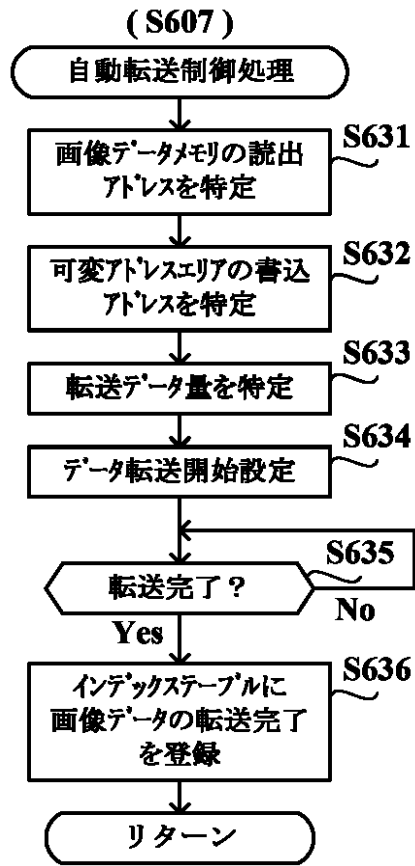 (S607)
自動転送制御処理
S631
画像データメモリの読出
アドレスを特定
S632
可変アドレスエリアの書込
アドレスを特定
S633
転送データ量を特定
S634
データ転送開始設定
S635
転送完了？
No
Yes
S636
インデックステーブルに
画像データの転送完了
を登録
リターン